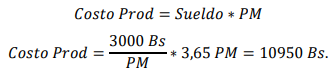 Costo Prod = Sueldo * PM
Costo Prod = 3000 Bs / PM * 3,65 PM = 10950 Bs.